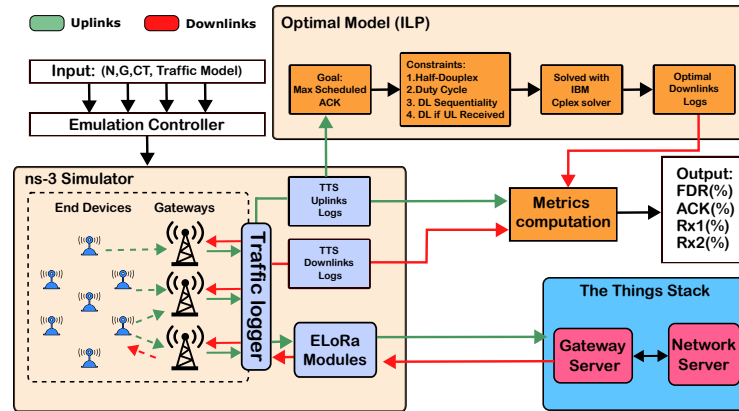 Uplinks
Downlinks
Input: (N,G,CT, Traffic Model)
Emulation Controller
Optimal Model (ILP)
Goal:
Max Scheduled
ACK
Constraints:
1.Half-Douplex
2.Duty Cycle
3. DL Sequentiality
4. DL if UL Received
Solved with
IBM
Cplex solver
Optimal
Downlinks
Logs
ns-3 Simulator
End Devices
Gateways
Traffic logger
TTS
Uplinks
Logs
TTS
Downlinks
Logs
ELoRa
Modules
Metrics
computation
Output:
FDR(%)
ACK(%)
Rx1(%)
Rx2(%)
The Things Stack
Gateway
Server
Network
Server